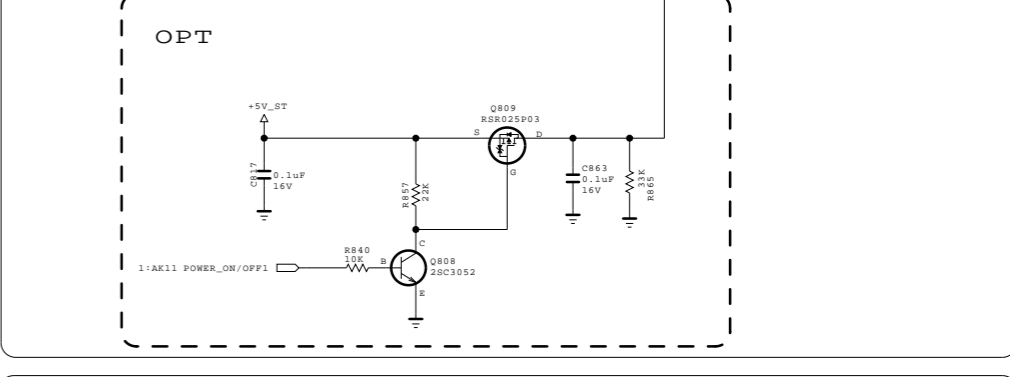 OPT
+5V_ST
C817
0.1uF
16V
R857
22K
Q809
RSR025P03
S
D
G
C863
0.1uF
16V
33K
R865
1:AK11 POWER_ON/OFF1
R840
10K
B
C
Q808
2SC3052
E